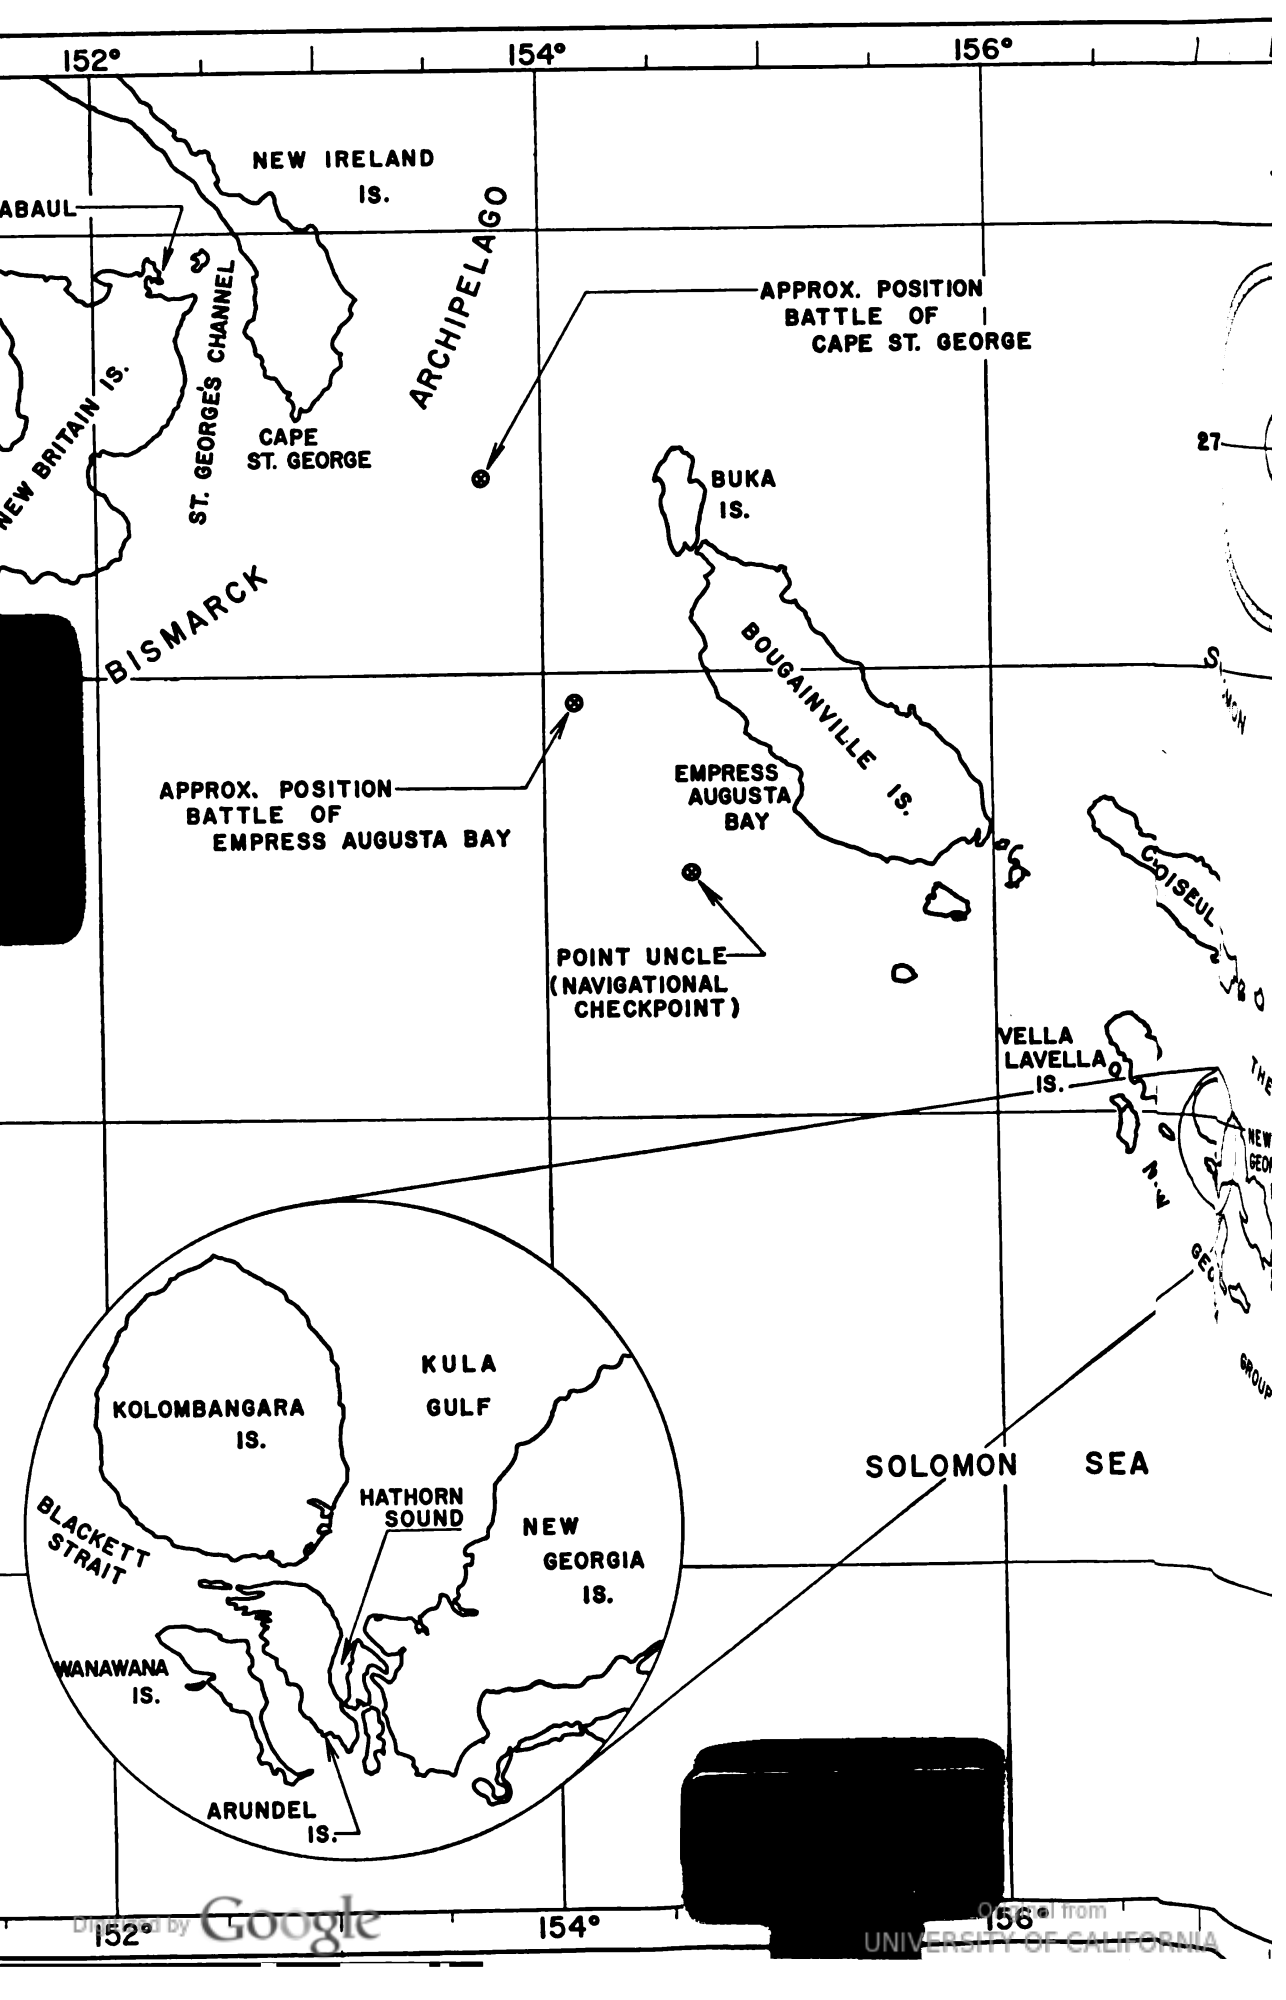 152°
154°
156°
NEW IRELAND
IS.
ABAUL
ARCHIPELAGO
ST. GEORGE'S CHANNEL
APPROX. POSITION
BATTLE OF
CAPE ST. GEORGE
NEW BRITAIN IS.
CAPE
ST. GEORGE
27
BUKA
IS.
BISMARCK
BOUGAINVILLE IS.
APPROX. POSITION
BATTLE OF
EMPRESS AUGUSTA BAY
EMPRESS
AUGUSTA
BAY
POINT UNCLE
(NAVIGATIONAL
CHECKPOINT)
VELLA
LAVELLA
IS.
THE
NEW
GROUP
KULA
GULF
KOLOMBANGARA
IS.
SOLOMON SEA
HATHORN
SOUND
BLACKETT
STRAIT
NEW
GEORGIA
IS.
WANAWANA
IS.
ARUNDEL
IS.
152°
154°
156°
Digitized by Google
Original from
UNIVERSITY OF CALIFORNIA